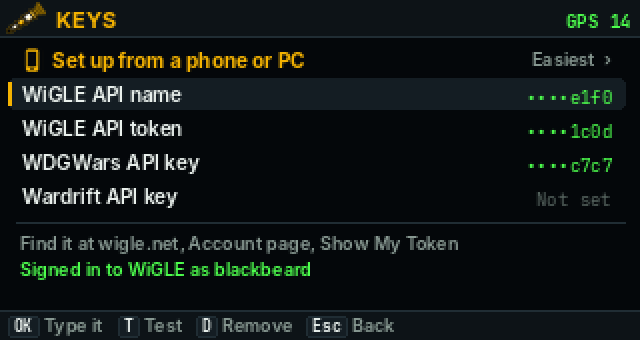 KEYS GPS 14
Set up from a phone or PC Easiest ›
WiGLE API name ····e1f0
WiGLE API token ····1c0d
WDGWars API key ····c7c7
Wardrift API key Not set
Find it at wigle.net, Account page, Show My Token
Signed in to WiGLE as blackbeard
OK Type it T Test D Remove Esc Back